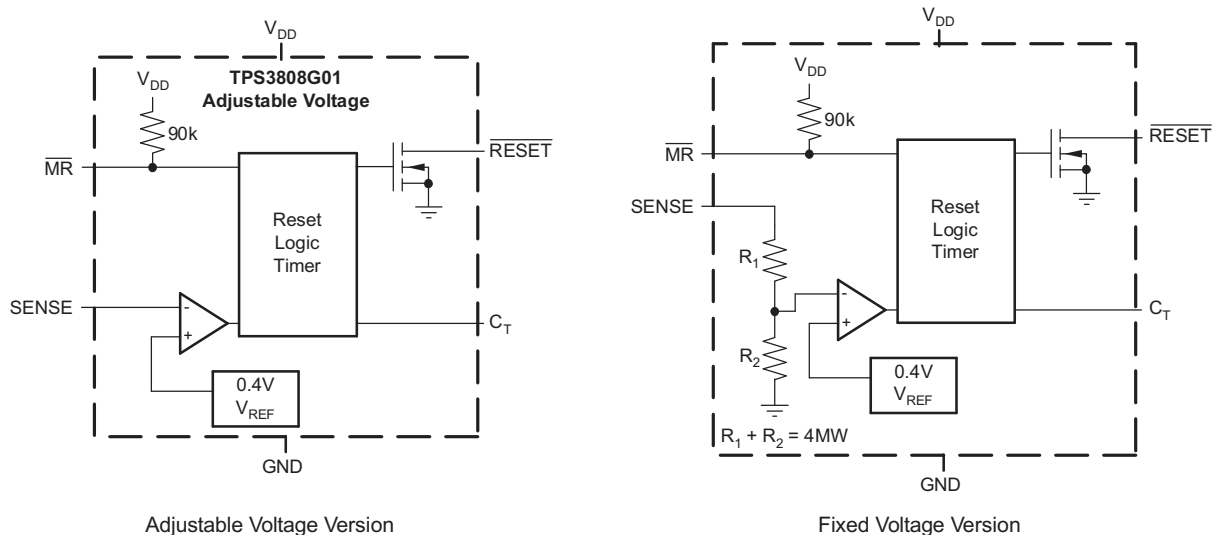 V_DD
V_DD
TPS3808G01
Adjustable Voltage
90k
MR
RESET
Reset
Logic
Timer
SENSE
-
+
C_T
0.4V
V_REF
GND
Adjustable Voltage Version
V_DD
V_DD
90k
MR
RESET
SENSE
R_1
Reset
Logic
Timer
-
+
C_T
R_2
0.4V
V_REF
R_1 + R_2 = 4MW
GND
Fixed Voltage Version